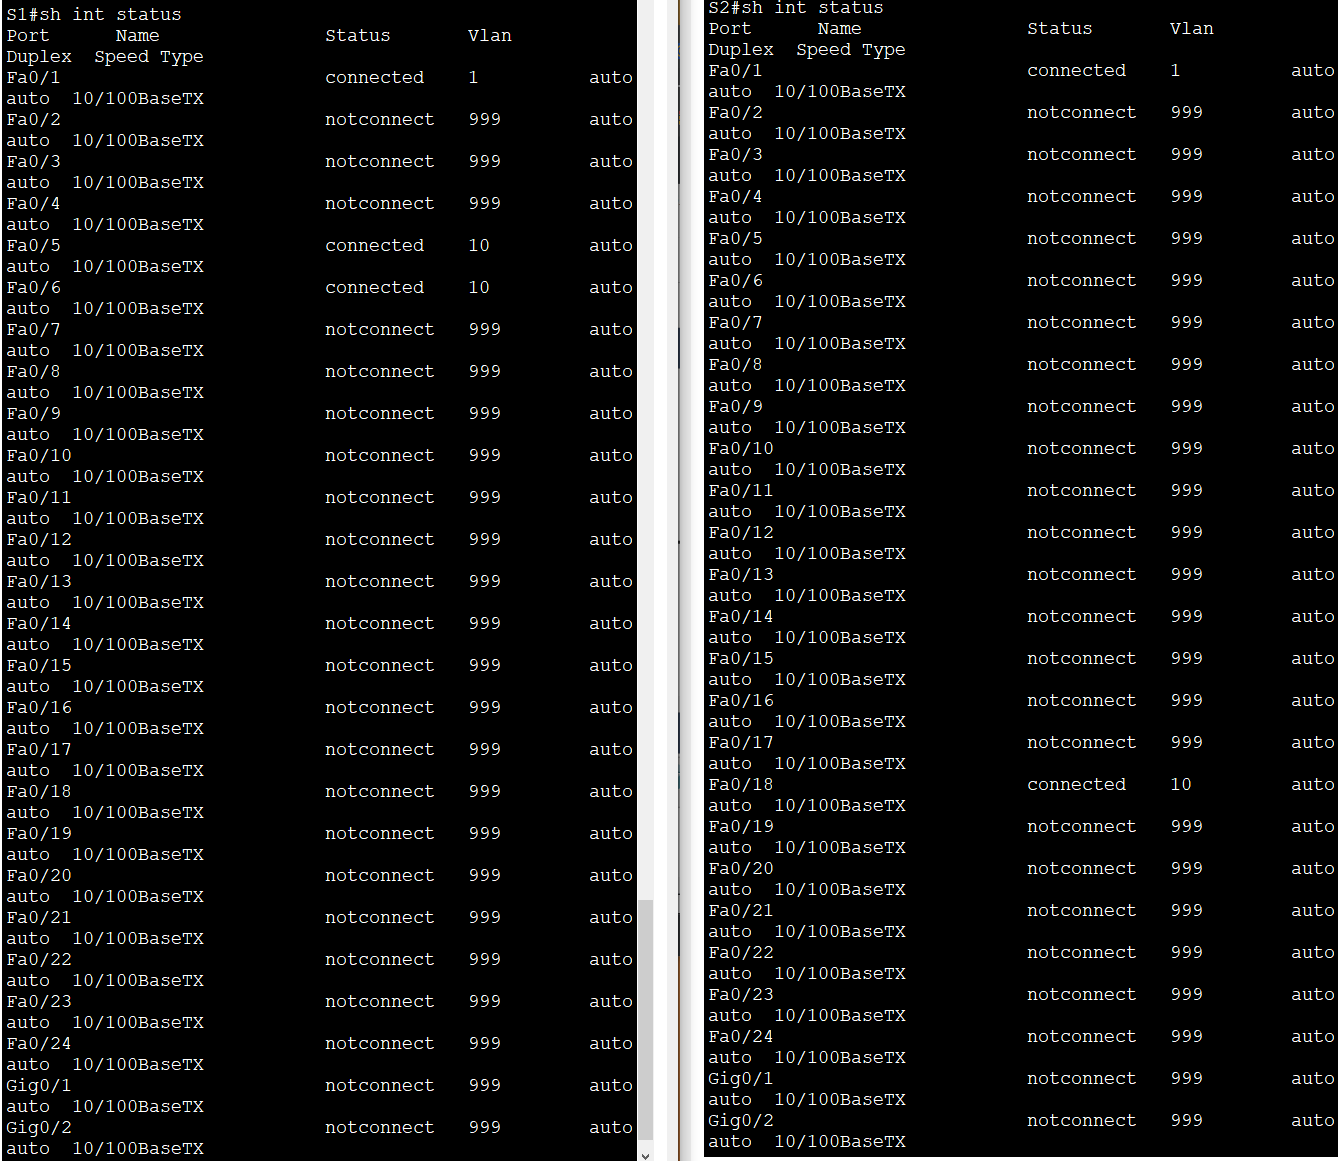 S1#sh int status
Port      Name               Status       Vlan
Duplex  Speed Type
Fa0/1                        connected    1          auto
auto  10/100BaseTX
Fa0/2                        notconnect   999        auto
auto  10/100BaseTX
Fa0/3                        notconnect   999        auto
auto  10/100BaseTX
Fa0/4                        notconnect   999        auto
auto  10/100BaseTX
Fa0/5                        connected    10         auto
auto  10/100BaseTX
Fa0/6                        connected    10         auto
auto  10/100BaseTX
Fa0/7                        notconnect   999        auto
auto  10/100BaseTX
Fa0/8                        notconnect   999        auto
auto  10/100BaseTX
Fa0/9                        notconnect   999        auto
auto  10/100BaseTX
Fa0/10                       notconnect   999        auto
auto  10/100BaseTX
Fa0/11                       notconnect   999        auto
auto  10/100BaseTX
Fa0/12                       notconnect   999        auto
auto  10/100BaseTX
Fa0/13                       notconnect   999        auto
auto  10/100BaseTX
Fa0/14                       notconnect   999        auto
auto  10/100BaseTX
Fa0/15                       notconnect   999        auto
auto  10/100BaseTX
Fa0/16                       notconnect   999        auto
auto  10/100BaseTX
Fa0/17                       notconnect   999        auto
auto  10/100BaseTX
Fa0/18                       notconnect   999        auto
auto  10/100BaseTX
Fa0/19                       notconnect   999        auto
auto  10/100BaseTX
Fa0/20                       notconnect   999        auto
auto  10/100BaseTX
Fa0/21                       notconnect   999        auto
auto  10/100BaseTX
Fa0/22                       notconnect   999        auto
auto  10/100BaseTX
Fa0/23                       notconnect   999        auto
auto  10/100BaseTX
Fa0/24                       notconnect   999        auto
auto  10/100BaseTX
Gig0/1                       notconnect   999        auto
auto  10/100BaseTX
Gig0/2                       notconnect   999        auto
auto  10/100BaseTX
S2#sh int status
Port      Name               Status       Vlan
Duplex  Speed Type
Fa0/1                        connected    1          auto
auto  10/100BaseTX
Fa0/2                        notconnect   999        auto
auto  10/100BaseTX
Fa0/3                        notconnect   999        auto
auto  10/100BaseTX
Fa0/4                        notconnect   999        auto
auto  10/100BaseTX
Fa0/5                        notconnect   999        auto
auto  10/100BaseTX
Fa0/6                        notconnect   999        auto
auto  10/100BaseTX
Fa0/7                        notconnect   999        auto
auto  10/100BaseTX
Fa0/8                        notconnect   999        auto
auto  10/100BaseTX
Fa0/9                        notconnect   999        auto
auto  10/100BaseTX
Fa0/10                       notconnect   999        auto
auto  10/100BaseTX
Fa0/11                       notconnect   999        auto
auto  10/100BaseTX
Fa0/12                       notconnect   999        auto
auto  10/100BaseTX
Fa0/13                       notconnect   999        auto
auto  10/100BaseTX
Fa0/14                       notconnect   999        auto
auto  10/100BaseTX
Fa0/15                       notconnect   999        auto
auto  10/100BaseTX
Fa0/16                       notconnect   999        auto
auto  10/100BaseTX
Fa0/17                       notconnect   999        auto
auto  10/100BaseTX
Fa0/18                       connected    10         auto
auto  10/100BaseTX
Fa0/19                       notconnect   999        auto
auto  10/100BaseTX
Fa0/20                       notconnect   999        auto
auto  10/100BaseTX
Fa0/21                       notconnect   999        auto
auto  10/100BaseTX
Fa0/22                       notconnect   999        auto
auto  10/100BaseTX
Fa0/23                       notconnect   999        auto
auto  10/100BaseTX
Fa0/24                       notconnect   999        auto
auto  10/100BaseTX
Gig0/1                       notconnect   999        auto
auto  10/100BaseTX
Gig0/2                       notconnect   999        auto
auto  10/100BaseTX